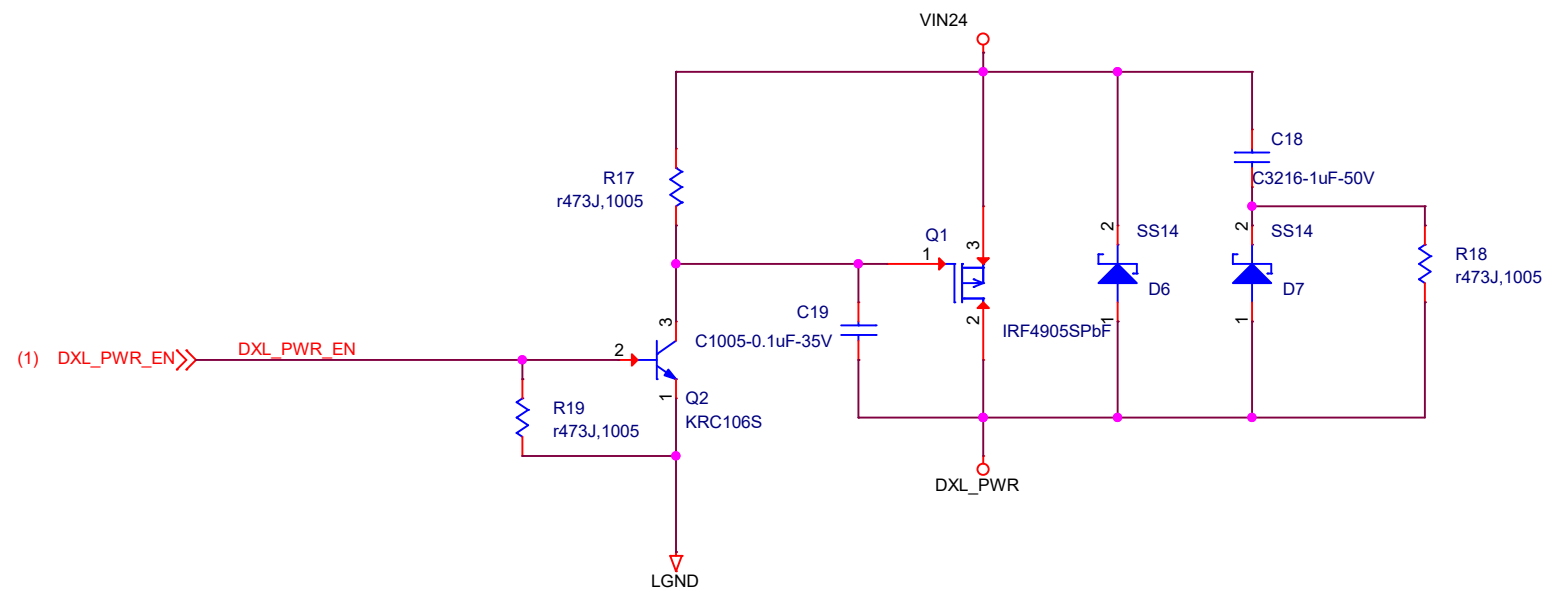 VIN24
C18
C3216-1uF-50V
R17
r473J,1005
Q1
1
3
2
SS14
D6
1
2
SS14
D7
1
R18
r473J,1005
2
IRF4905SPbF
C19
C1005-0.1uF-35V
(1) DXL_PWR_EN
DXL_PWR_EN
2
3
1
Q2
KRC106S
R19
r473J,1005
DXL_PWR
LGND